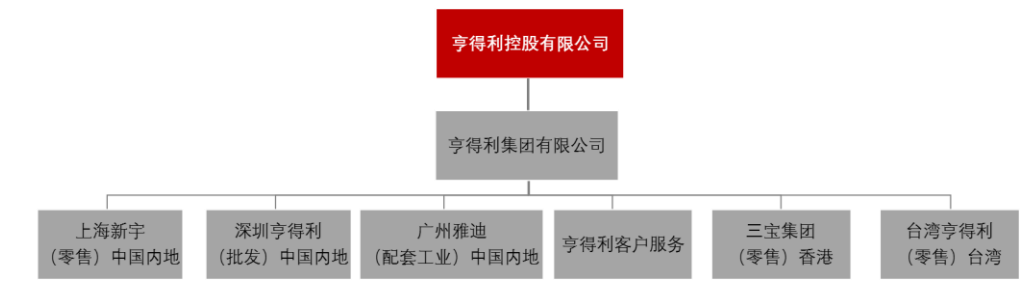 亨得利控股有限公司
亨得利集团有限公司
上海新宇
（零售）中国内地
深圳亨得利
（批发）中国内地
广州雅迪
（配套工业）中国内地
亨得利客户服务
三宝集团
（零售）香港
台湾亨得利
（零售）台湾